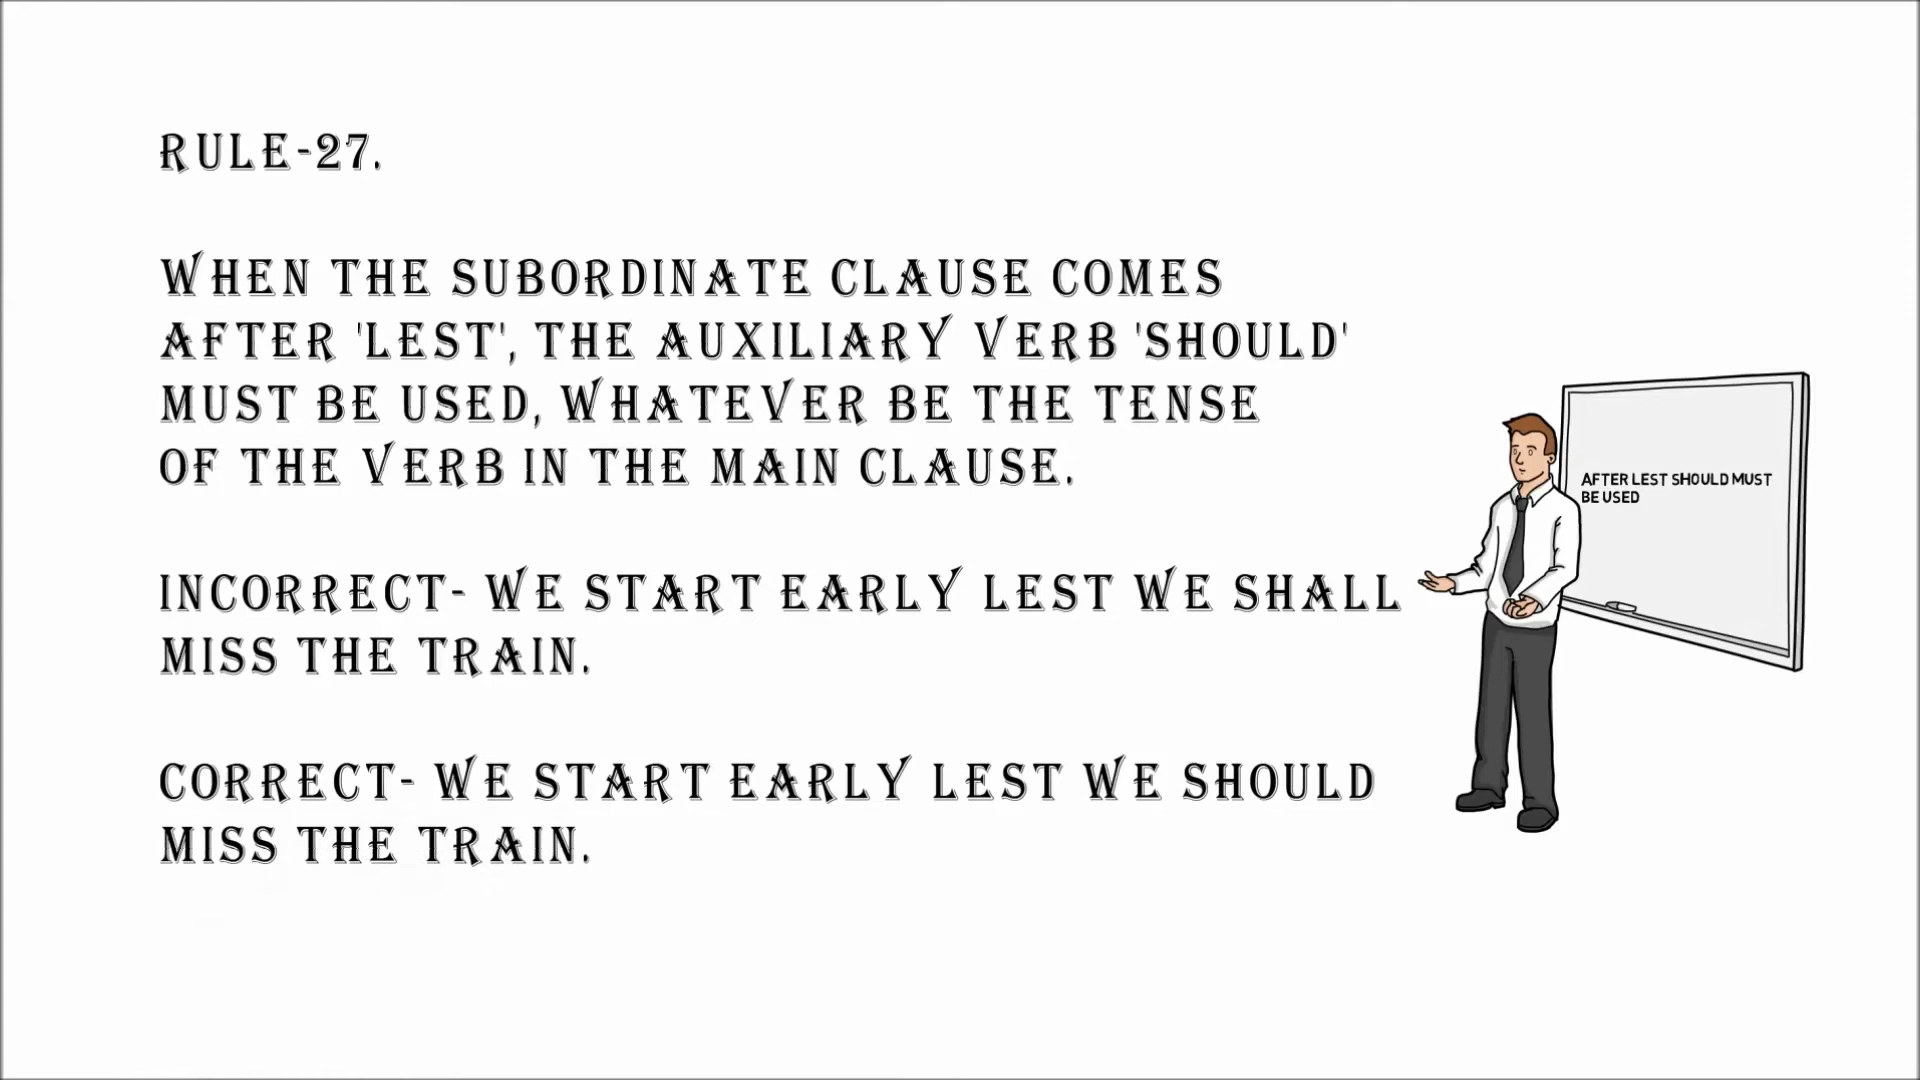 RULE-27.
WHEN THE SUBORDINATE CLAUSE COMES
AFTER 'LEST', THE AUXILIARY VERB 'SHOULD'
MUST BE USED, WHATEVER BE THE TENSE
OF THE VERB IN THE MAIN CLAUSE.
INCORRECT- WE START EARLY LEST WE SHALL
MISS THE TRAIN.
CORRECT- WE START EARLY LEST WE SHOULD
MISS THE TRAIN.
AFTER LEST SHOULD MUST
BE USED